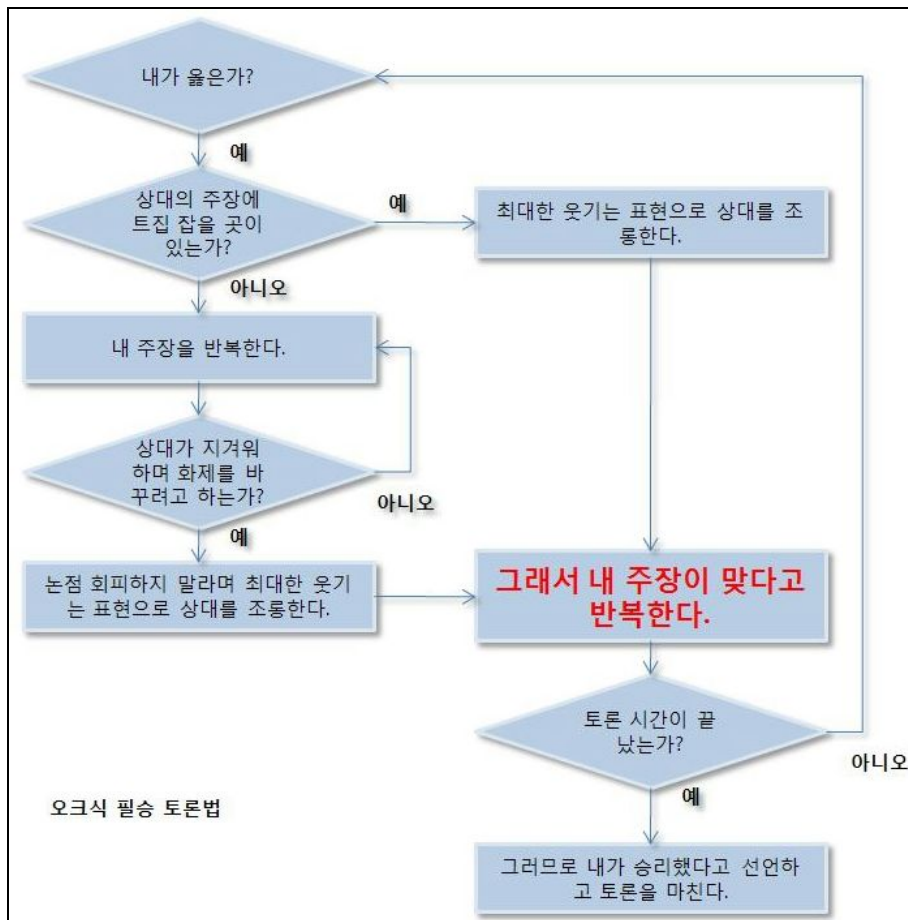 내가 옳은가?
예
상대의 주장에
트집 잡을 곳이
있는가?
예
최대한 웃기는 표현으로 상대를 조
롱한다.
아니오
내 주장을 반복한다.
상대가 지겨워
하며 화제를 바
꾸려고 하는가?
아니오
예
논점 회피하지 말라며 최대한 웃기
는 표현으로 상대를 조롱한다.
그래서 내 주장이 맞다고
반복한다.
토론 시간이 끝
났는가?
아니오
예
오크식 필승 토론법
그러므로 내가 승리했다고 선언하
고 토론을 마친다.